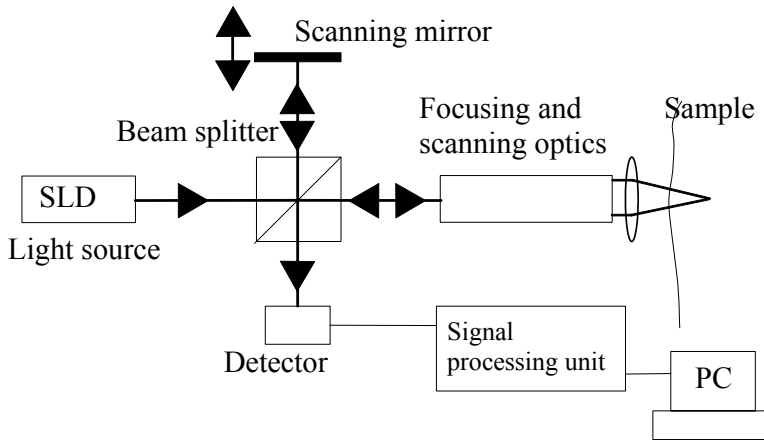 Scanning mirror
Beam splitter
Focusing and
scanning optics
Sample
SLD
Light source
Detector
Signal
processing unit
PC